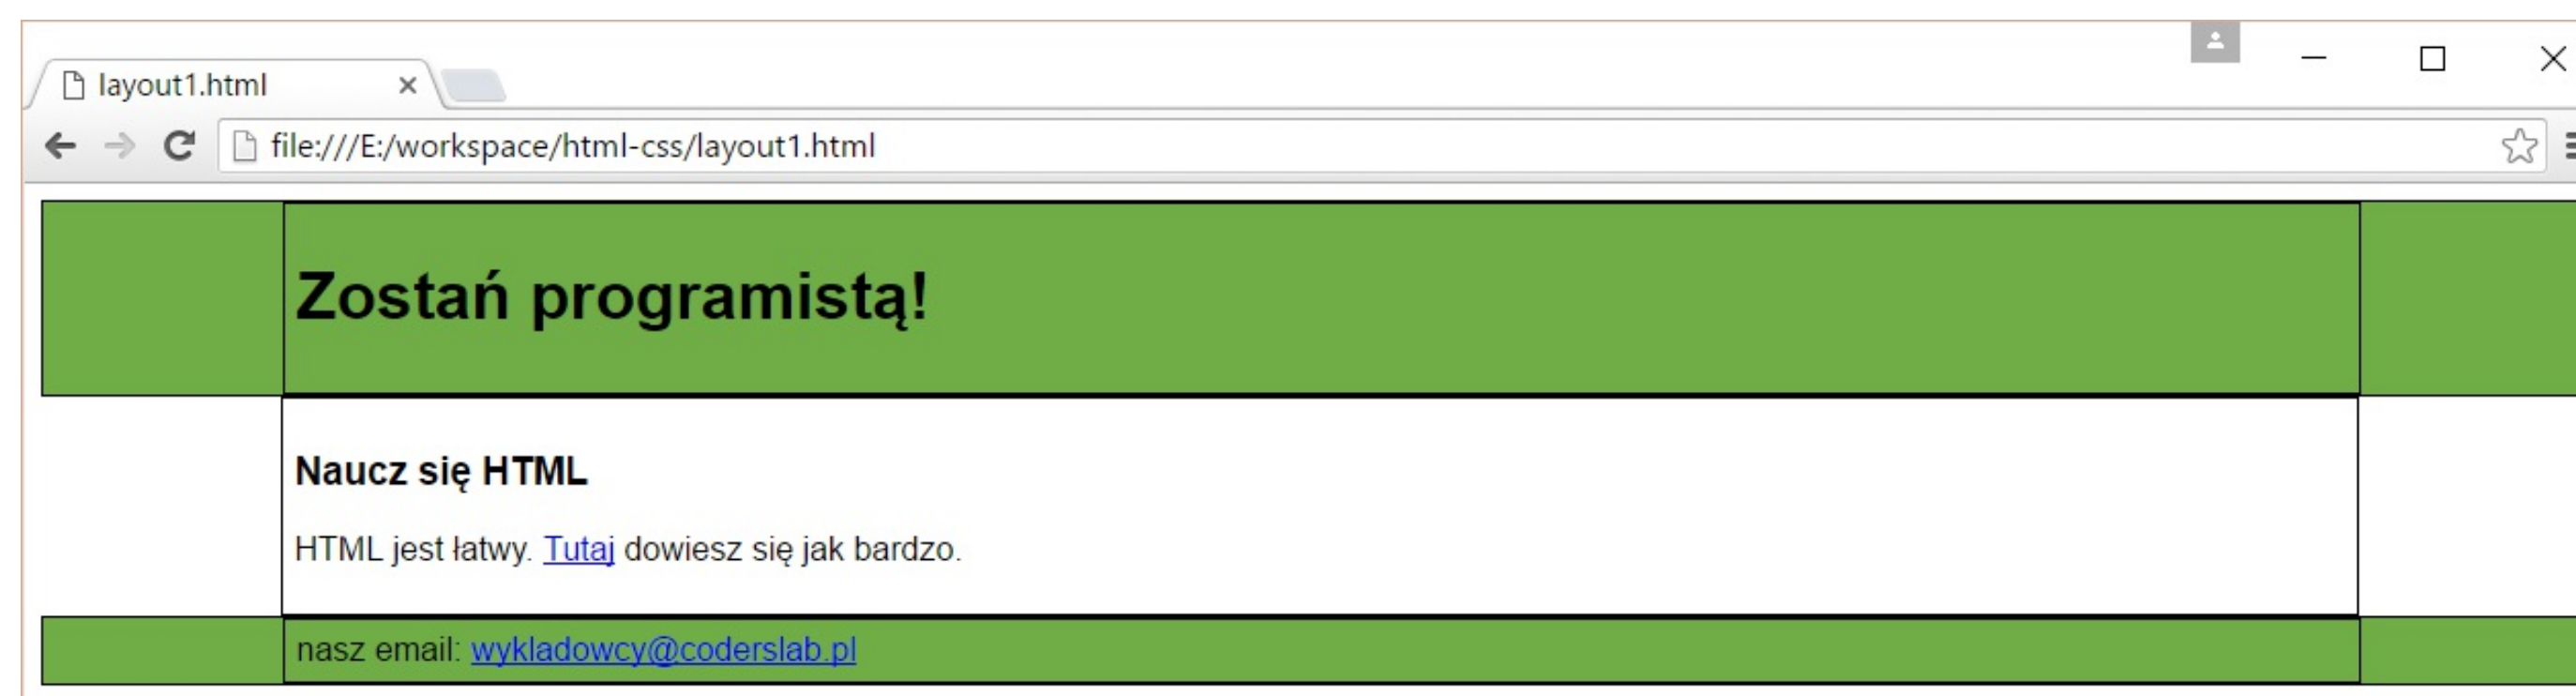 layout1.html
file:///E:/workspace/html-css/layout1.html
Zostań programistą!
Naucz się HTML
HTML jest łatwy. Tutaj dowiesz się jak bardzo.
nasz email: wykladowcy@coderslab.pl